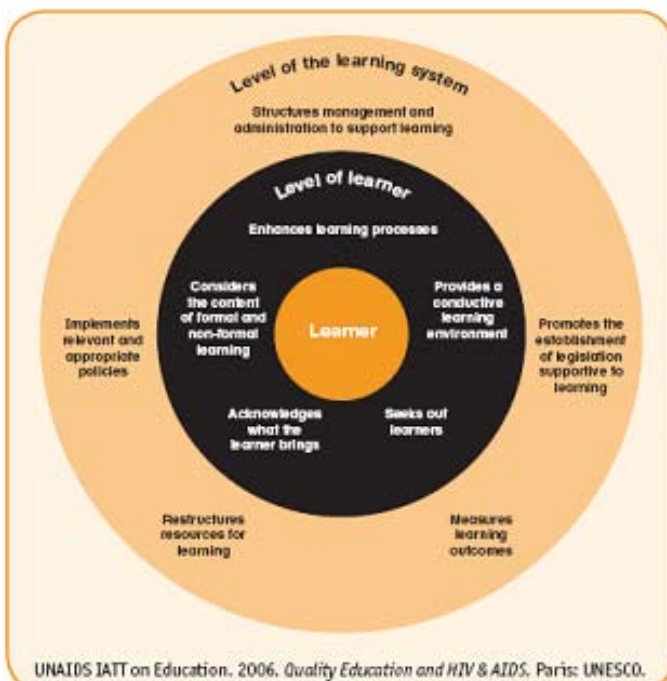 Level of the learning system
Structures management and
administration to support learning
Level of learner
Enhances learning processes
Considers
the content
of formal and
non-formal
learning
Learner
Provides a
conductive
learning
environment
Implements
relevant and
appropriate
policies
Promotes the
establishment
of legislation
supportive to
learning
Acknowledges
what the
learner brings
Seeks out
learners
Restructures
resources for
learning
Measures
learning
outcomes
UNAIDS IATT on Education. 2006. Quality Education and HIV & AIDS. Paris: UNESCO.